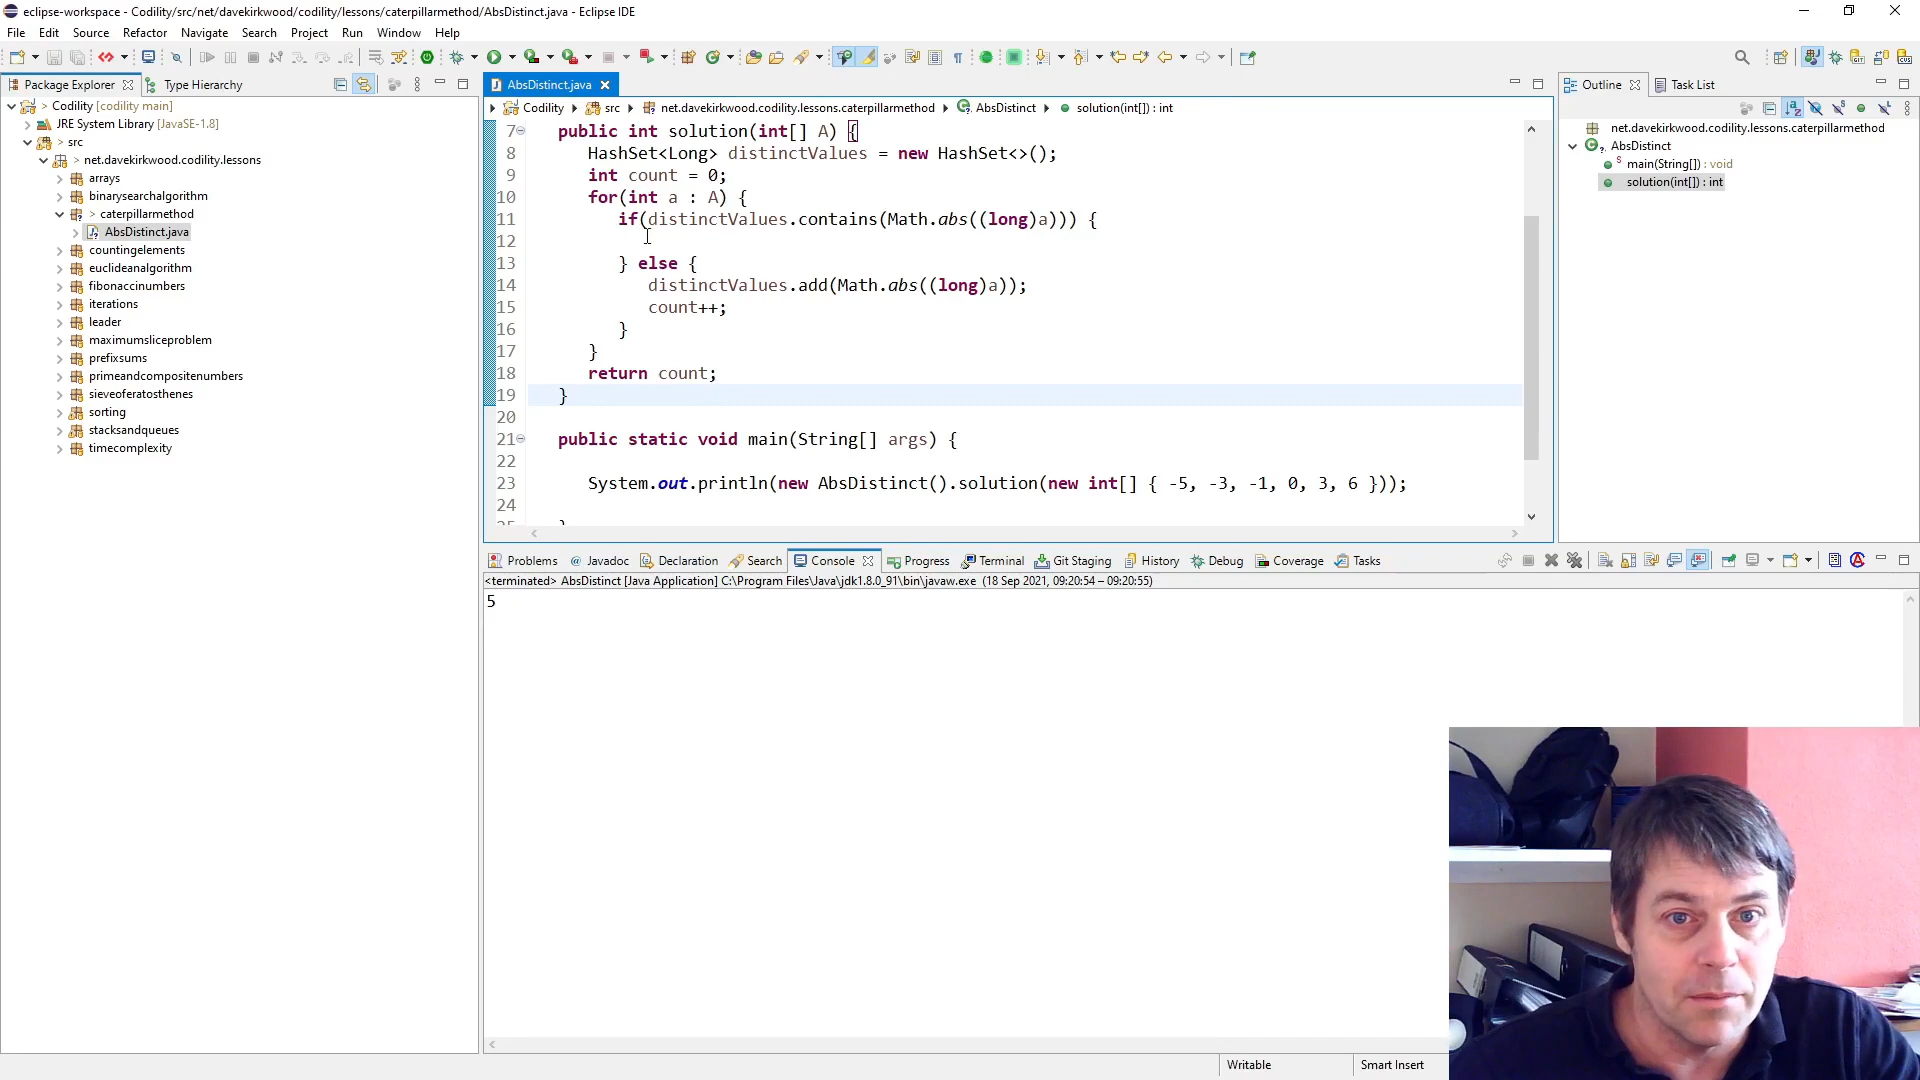 eclipse-workspace - Codility/src/net/davekirkwood/codility/lessons/caterpillarmethod/AbsDistinct.java - Eclipse IDE
File Edit Source Refactor Navigate Search Project Run Window Help
Package Explorer Type Hierarchy
> Codility [codility main]
JRE System Library [JavaSE-1.8]
> src
> net.davekirkwood.codility.lessons
arrays
binarysearchalgorithm
> caterpillarmethod
AbsDistinct.java
countingelements
euclideanalgorithm
fibonaccinumbers
iterations
leader
maximumsliceproblem
prefixsums
primeandcompositenumbers
sieveoferatosthenes
sorting
stacksandqueues
timecomplexity
AbsDistinct.java
Codility src net.davekirkwood.codility.lessons.caterpillarmethod AbsDistinct solution(int[]) : int
7 public int solution(int[] A) {
8 HashSet<Long> distinctValues = new HashSet<>();
9 int count = 0;
10 for(int a : A) {
11 if(distinctValues.contains(Math.abs((long)a))) {
12
13 } else {
14 distinctValues.add(Math.abs((long)a));
15 count++;
16 }
17 }
18 return count;
19 }
20
21 public static void main(String[] args) {
22
23 System.out.println(new AbsDistinct().solution(new int[] { -5, -3, -1, 0, 3, 6 }));
24
25 }
Outline Task List
net.davekirkwood.codility.lessons.caterpillarmethod
AbsDistinct
main(String[]) : void
solution(int[]) : int
Problems @ Javadoc Declaration Search Console Progress Terminal Git Staging History Debug Coverage Tasks
<terminated> AbsDistinct [Java Application] C:\Program Files\Java\jdk1.8.0_91\bin\javaw.exe (18 Sep 2021, 09:20:54 – 09:20:55)
5
Writable Smart Insert